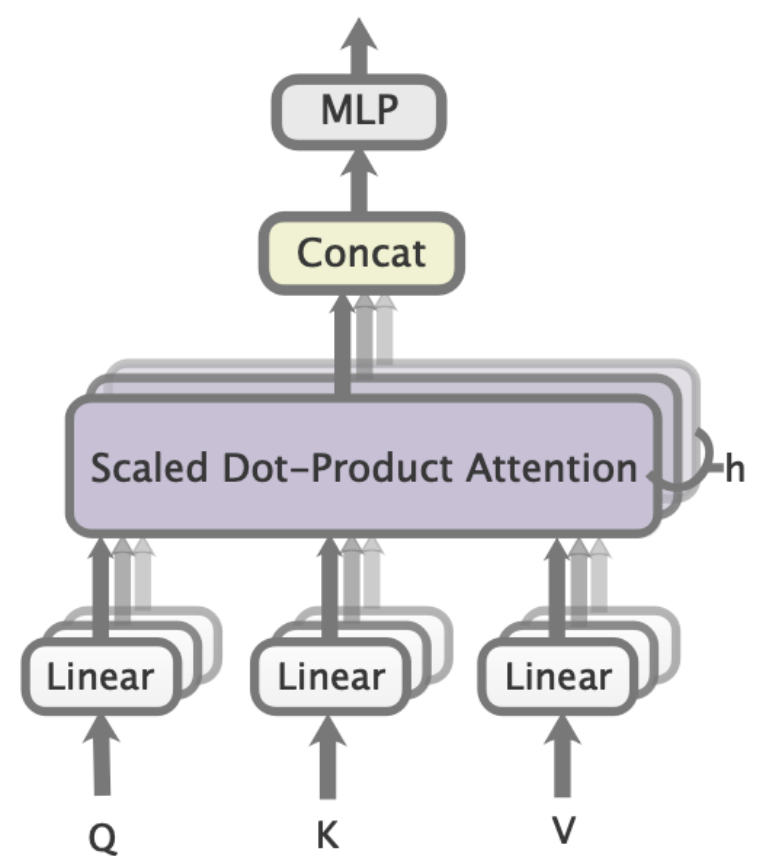 MLP
Concat
Scaled Dot-Product Attention
h
Linear
Linear
Linear
Q
K
V